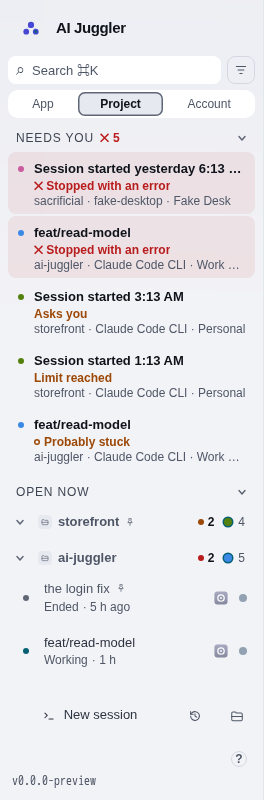 AI Juggler
Search ⌘K
App Project Account
NEEDS YOU 5
Session started yesterday 6:13 …
Stopped with an error
sacrificial · fake-desktop · Fake Desk
feat/read-model
Stopped with an error
ai-juggler · Claude Code CLI · Work …
Session started 3:13 AM
Asks you
storefront · Claude Code CLI · Personal
Session started 1:13 AM
Limit reached
storefront · Claude Code CLI · Personal
feat/read-model
Probably stuck
ai-juggler · Claude Code CLI · Work …
OPEN NOW
storefront 2 4
ai-juggler 2 5
the login fix
Ended · 5 h ago
feat/read-model
Working · 1 h
New session
?
v0.0.0-preview